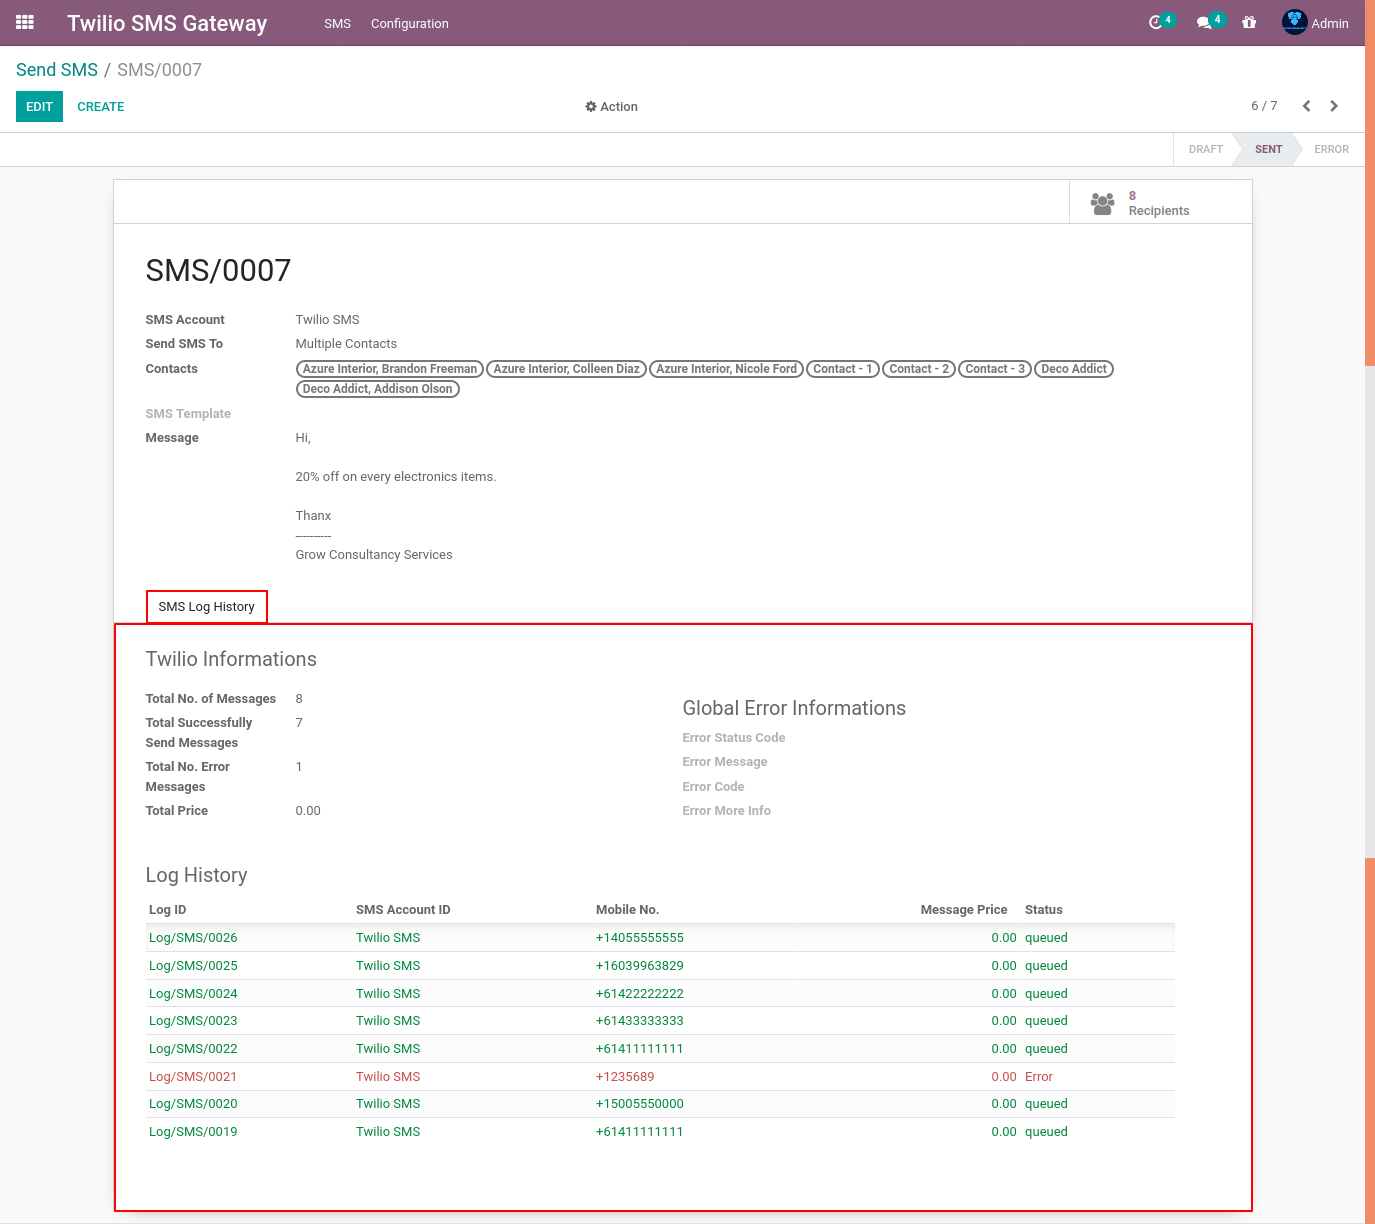 Twilio SMS Gateway SMS Configuration 4 4 Admin
Send SMS / SMS/0007
EDIT CREATE Action 6 / 7
DRAFT SENT ERROR
8
Recipients
SMS/0007
SMS Account Twilio SMS
Send SMS To Multiple Contacts
Contacts Azure Interior, Brandon Freeman Azure Interior, Colleen Diaz Azure Interior, Nicole Ford Contact - 1 Contact - 2 Contact - 3 Deco Addict
Deco Addict, Addison Olson
SMS Template
Message Hi,
20% off on every electronics items.
Thanx
----------
Grow Consultancy Services
SMS Log History
Twilio Informations
Total No. of Messages 8
Total Successfully 7
Send Messages
Total No. Error 1
Messages
Total Price 0.00
Global Error Informations
Error Status Code
Error Message
Error Code
Error More Info
Log History
Log ID SMS Account ID Mobile No. Message Price Status
Log/SMS/0026 Twilio SMS +14055555555 0.00 queued
Log/SMS/0025 Twilio SMS +16039963829 0.00 queued
Log/SMS/0024 Twilio SMS +61422222222 0.00 queued
Log/SMS/0023 Twilio SMS +61433333333 0.00 queued
Log/SMS/0022 Twilio SMS +61411111111 0.00 queued
Log/SMS/0021 Twilio SMS +1235689 0.00 Error
Log/SMS/0020 Twilio SMS +15005550000 0.00 queued
Log/SMS/0019 Twilio SMS +61411111111 0.00 queued